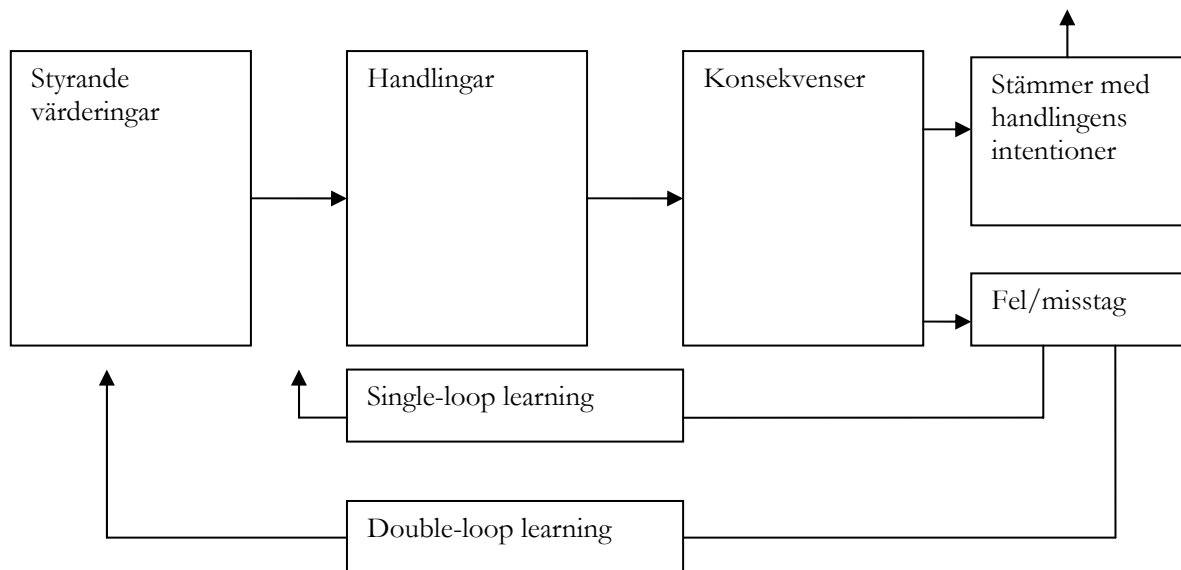 Styrande
värderingar
Handlingar
Konsekvenser
Stämmer med
handlingens
intentioner
Fel/misstag
Single-loop learning
Double-loop learning